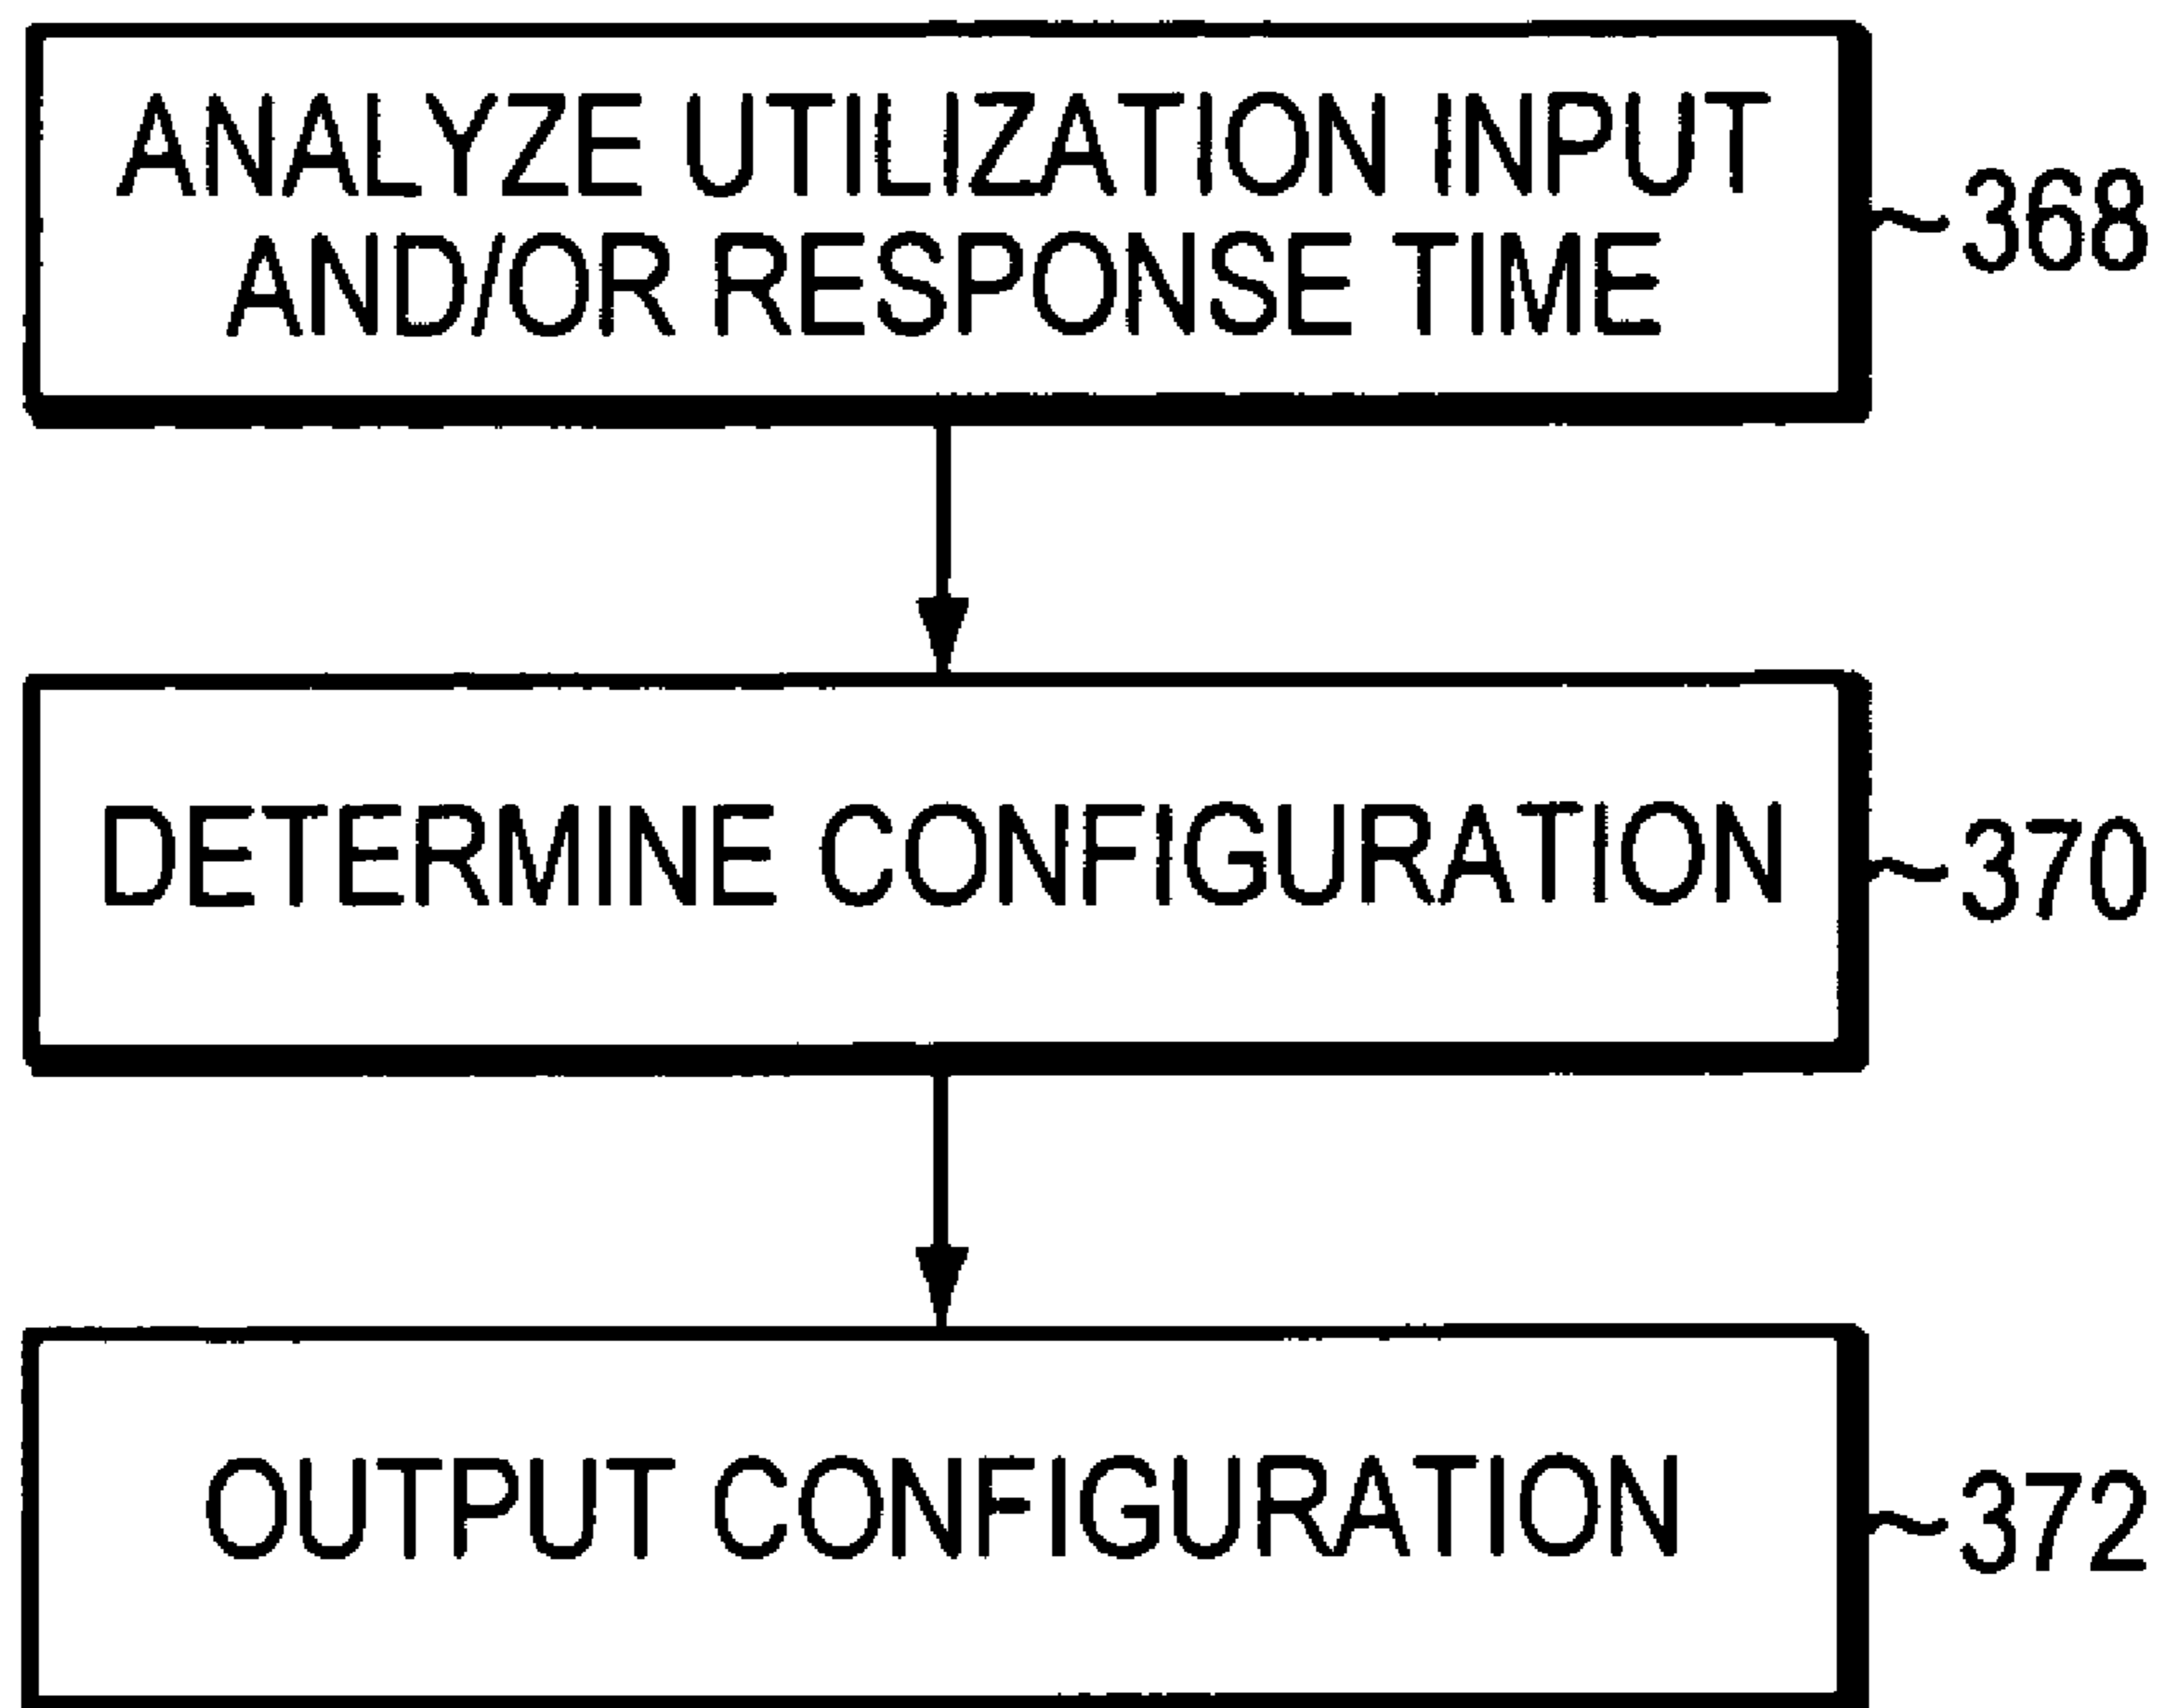 ANALYZE UTILIZATION INPUT
AND/OR RESPONSE TIME
368
DETERMINE CONFIGURATION
370
OUTPUT CONFIGURATION
372